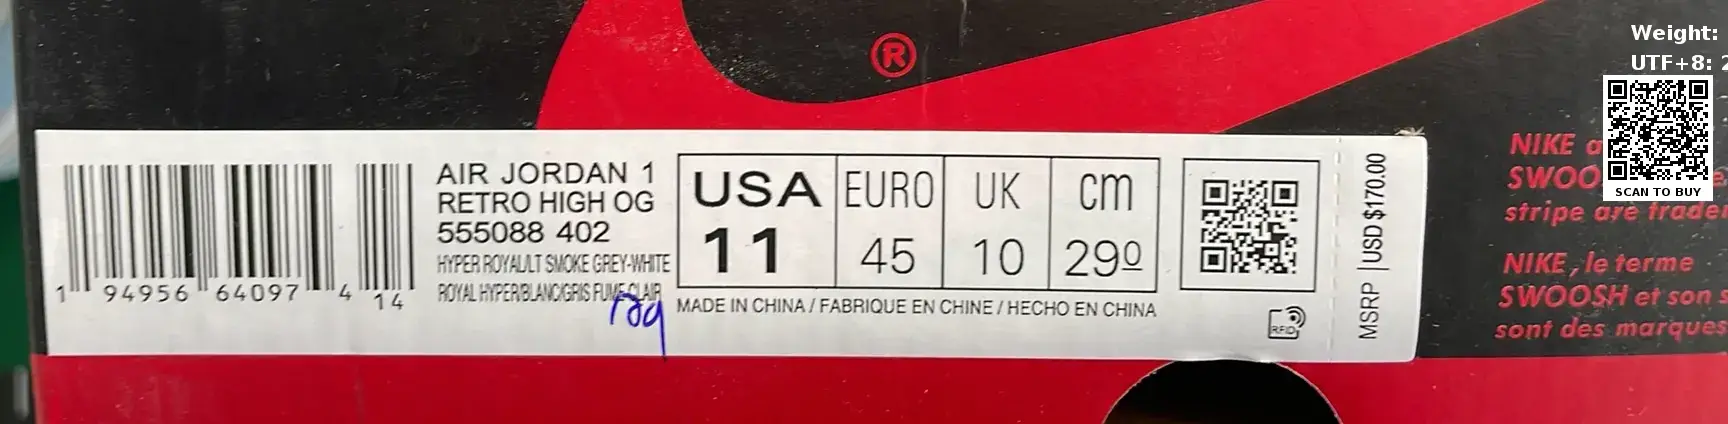 ®
Weight:
UTF+8: 2
SCAN TO BUY
AIR JORDAN 1
RETRO HIGH OG
555088 402
HYPER ROYAL/LT SMOKE GREY-WHITE
ROYAL HYPER/BLANC/GRIS FUME CLAIR
1 94956 64097 4 14
USA EURO UK cm
11 45 10 29º
MADE IN CHINA / FABRIQUE EN CHINE / HECHO EN CHINA
RFID
MSRP USD $170.00
NIKE
SWOO
stripe are trade
NIKE, le terme
SWOOSH et son s
sont des marques